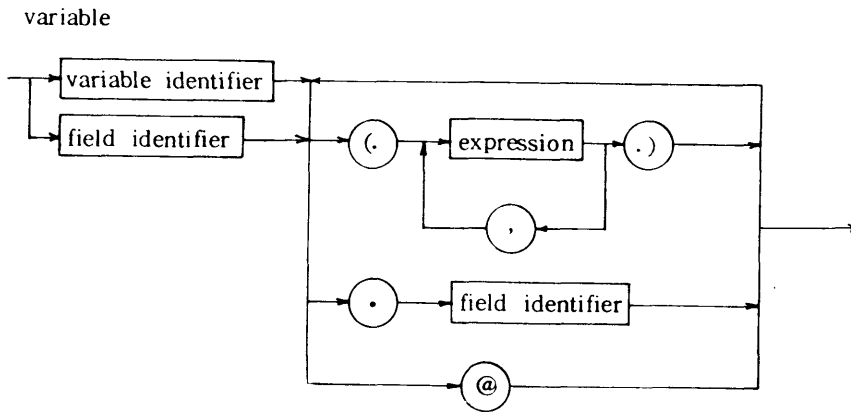 variable
variable identifier
field identifier
(.
expression
.)
,
.
field identifier
@